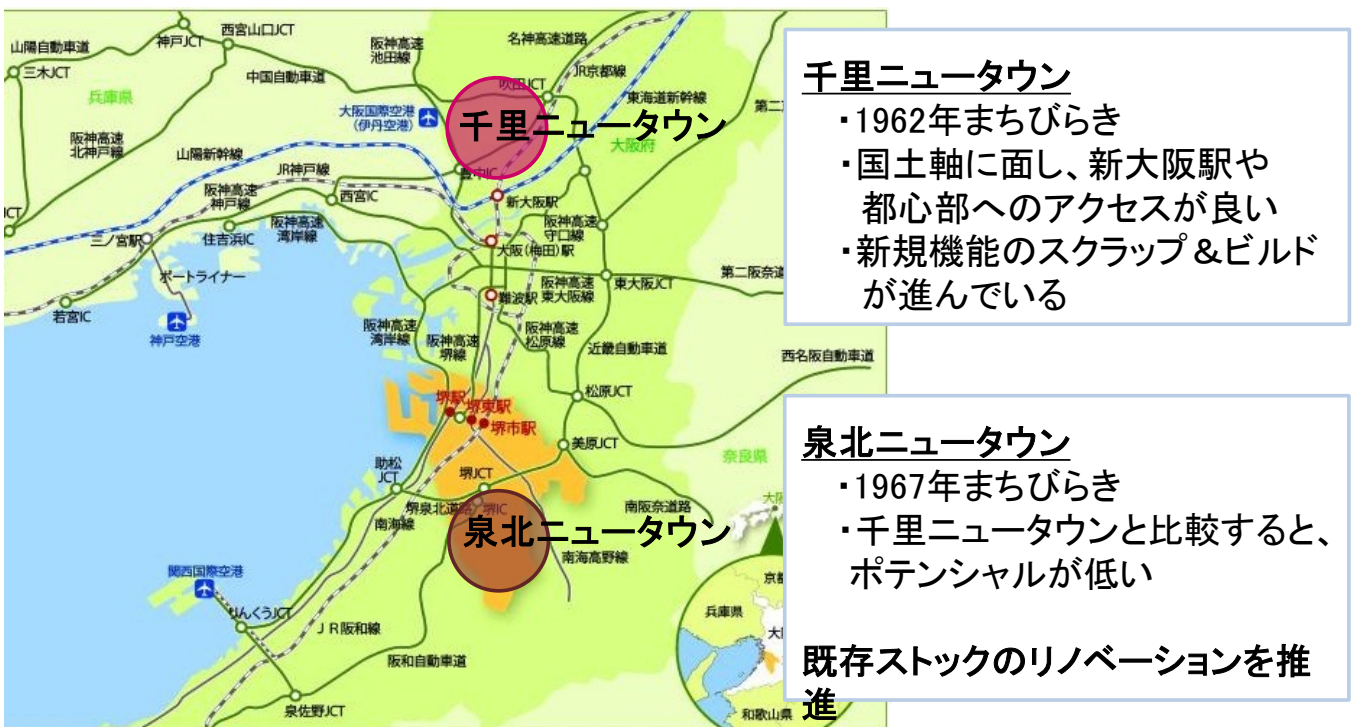 西宮山口JCT
神戸JCT
山陽自動車道
三木JCT
兵庫県
中国自動車道
阪神高速
池田線
名神高速道路
JR京都線
吹田JCT
東海道新幹線
大阪国際空港
(伊丹空港)
千里ニュータウン
大阪府
阪神高速
北神戸線
山陽新幹線
JR神戸線
豊中IC
阪神高速
神戸線
西宮IC
新大阪駅
三ノ宮駅
住吉浜IC
阪神高速
湾岸線
阪神高速
守口線
大阪(梅田)駅
ポートライナー
難波駅
阪神高速
東大阪線
東大阪JCT
第二阪奈道
若宮IC
神戸空港
阪神高速
湾岸線
阪神高速
堺線
阪神高速
松原線
近畿自動車道
西名阪自動車道
松原JCT
堺駅
堺東駅
堺市駅
美原JCT
奈良県
助松
JCT
堺JCT
堺泉北道路
堺IC
南海線
南阪奈道路
泉北ニュータウン
南海高野線
関西国際空港
りんくうJCT
JR阪和線
阪和自動車道
泉佐野JCT
兵庫県
和歌山県
千里ニュータウン
・1962年まちびらき
・国土軸に面し、新大阪駅や
都心部へのアクセスが良い
・新規機能のスクラップ&ビルド
が進んでいる
泉北ニュータウン
・1967年まちびらき
・千里ニュータウンと比較すると、
ポテンシャルが低い
既存ストックのリノベーションを推
進